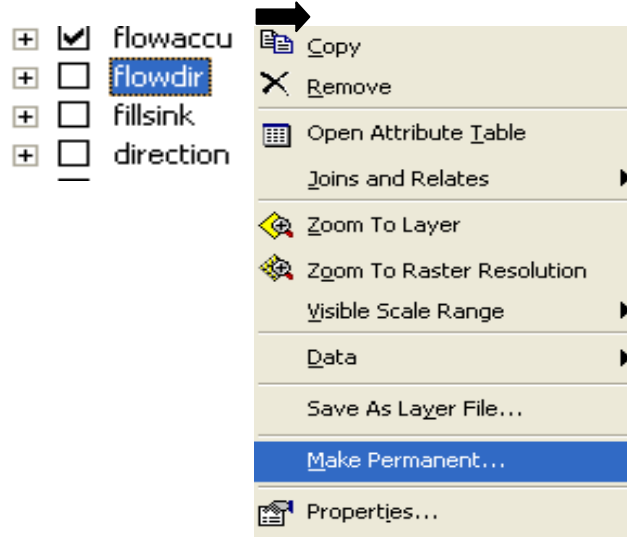 flowaccu
flowdir
fillsink
direction
Copy
Remove
Open Attribute Table
Joins and Relates
Zoom To Layer
Zoom To Raster Resolution
Visible Scale Range
Data
Save As Layer File...
Make Permanent...
Properties...